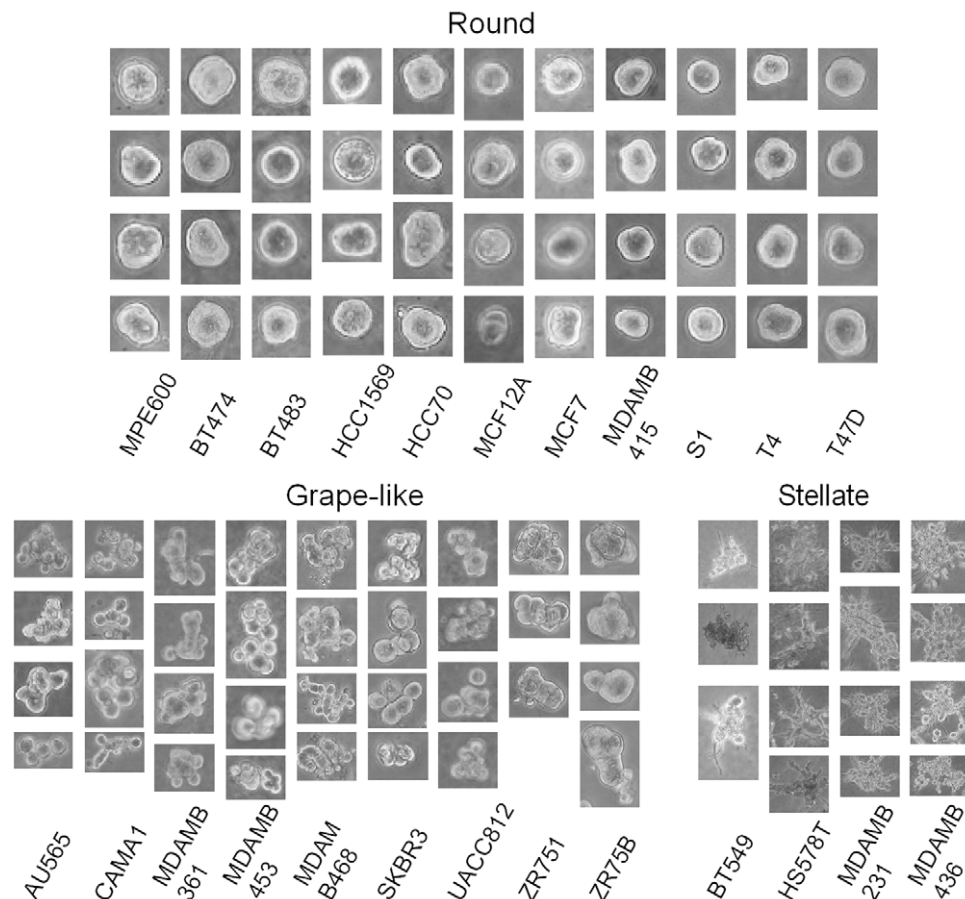 Round
MPE600
BT474
BT483
HCC1569
HCC70
MCF12A
MCF7
MDAMB
415
S1
T4
T47D
Grape-like
Stellate
AU565
CAMA1
MDAMB
361
MDAMB
453
MDAM
B468
SKBR3
UACC812
ZR751
ZR75B
BT549
HS578T
MDAMB
231
MDAMB
436